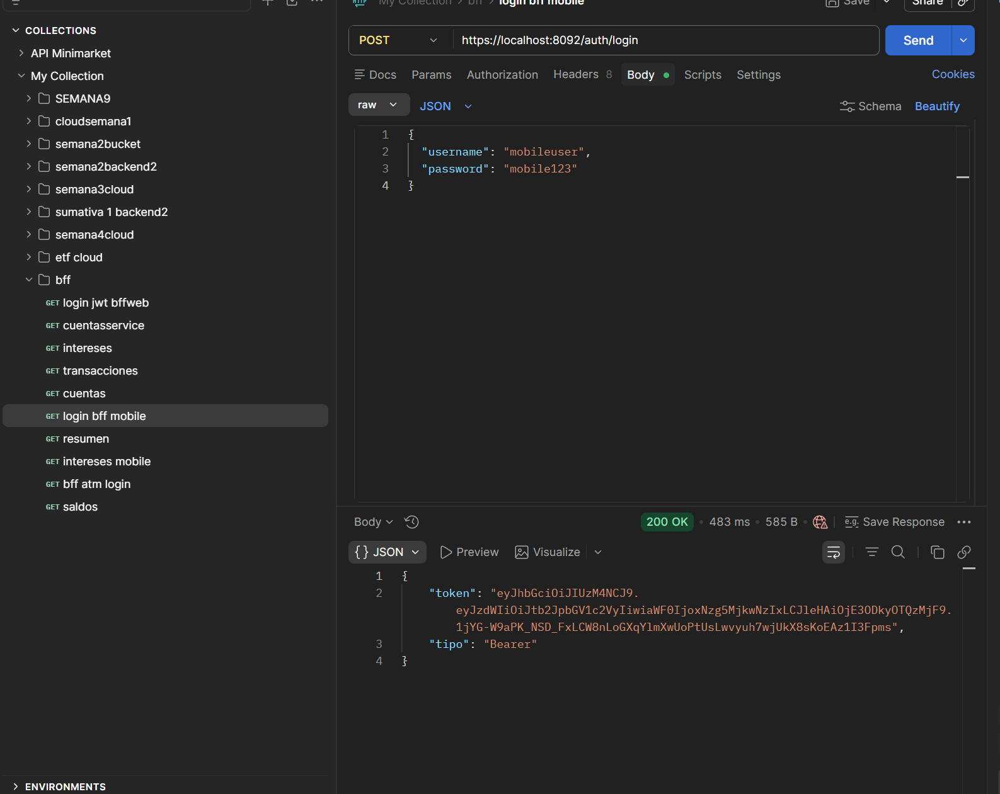 COLLECTIONS
API Minimarket
My Collection
SEMANA9
cloudsemana1
semana2bucket
semana2backend2
semana3cloud
sumativa 1 backend2
semana4cloud
etf cloud
bff
GET login jwt bffweb
GET cuentasservice
GET intereses
GET transacciones
GET cuentas
GET login bff mobile
GET resumen
GET intereses mobile
GET bff atm login
GET saldos
ENVIRONMENTS
HTTP My Collection > bff > login bff mobile
Save Share
POST https://localhost:8092/auth/login Send
Docs Params Authorization Headers 8 Body Scripts Settings Cookies
raw JSON Schema Beautify
1 {
2 "username": "mobileuser",
3 "password": "mobile123"
4 }
Body 200 OK • 483 ms • 585 B • e.g. Save Response
{} JSON Preview Visualize
1 {
2 "token": "eyJhbGciOiJIUzM4NCJ9.
eyJzdWIiOiJtb2JpbGV1c2VyIiwiaWF0IjoxNzg5MjkwNzIxLCJleHAiOjE3ODkyOTQzMjF9.
1jYG-W9aPK_NSD_FxLCW8nLoGXqYlmXwUoPtUsLwvyuh7wjUkX8sKoEAz1I3Fpms",
3 "tipo": "Bearer"
4 }